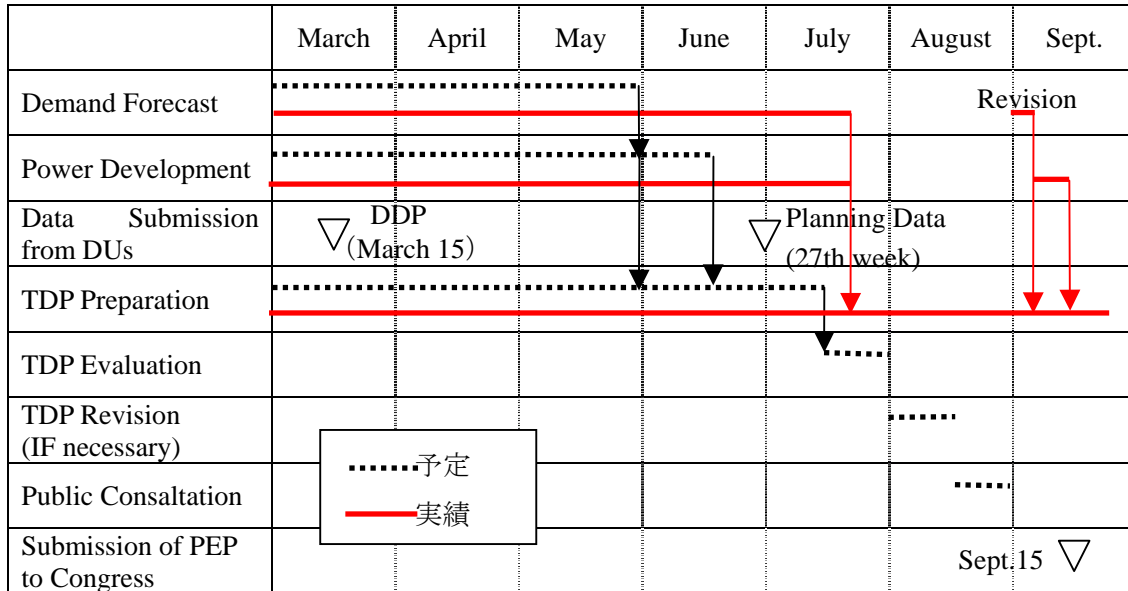 March April May June July August Sept.
Demand Forecast
Revision
Power Development
Data Submission
from DUs
DDP
(March 15）
Planning Data
(27th week)
TDP Preparation
TDP Evaluation
TDP Revision
(IF necessary)
予定
実績
Public Consaltation
Submission of PEP
to Congress
Sept.15